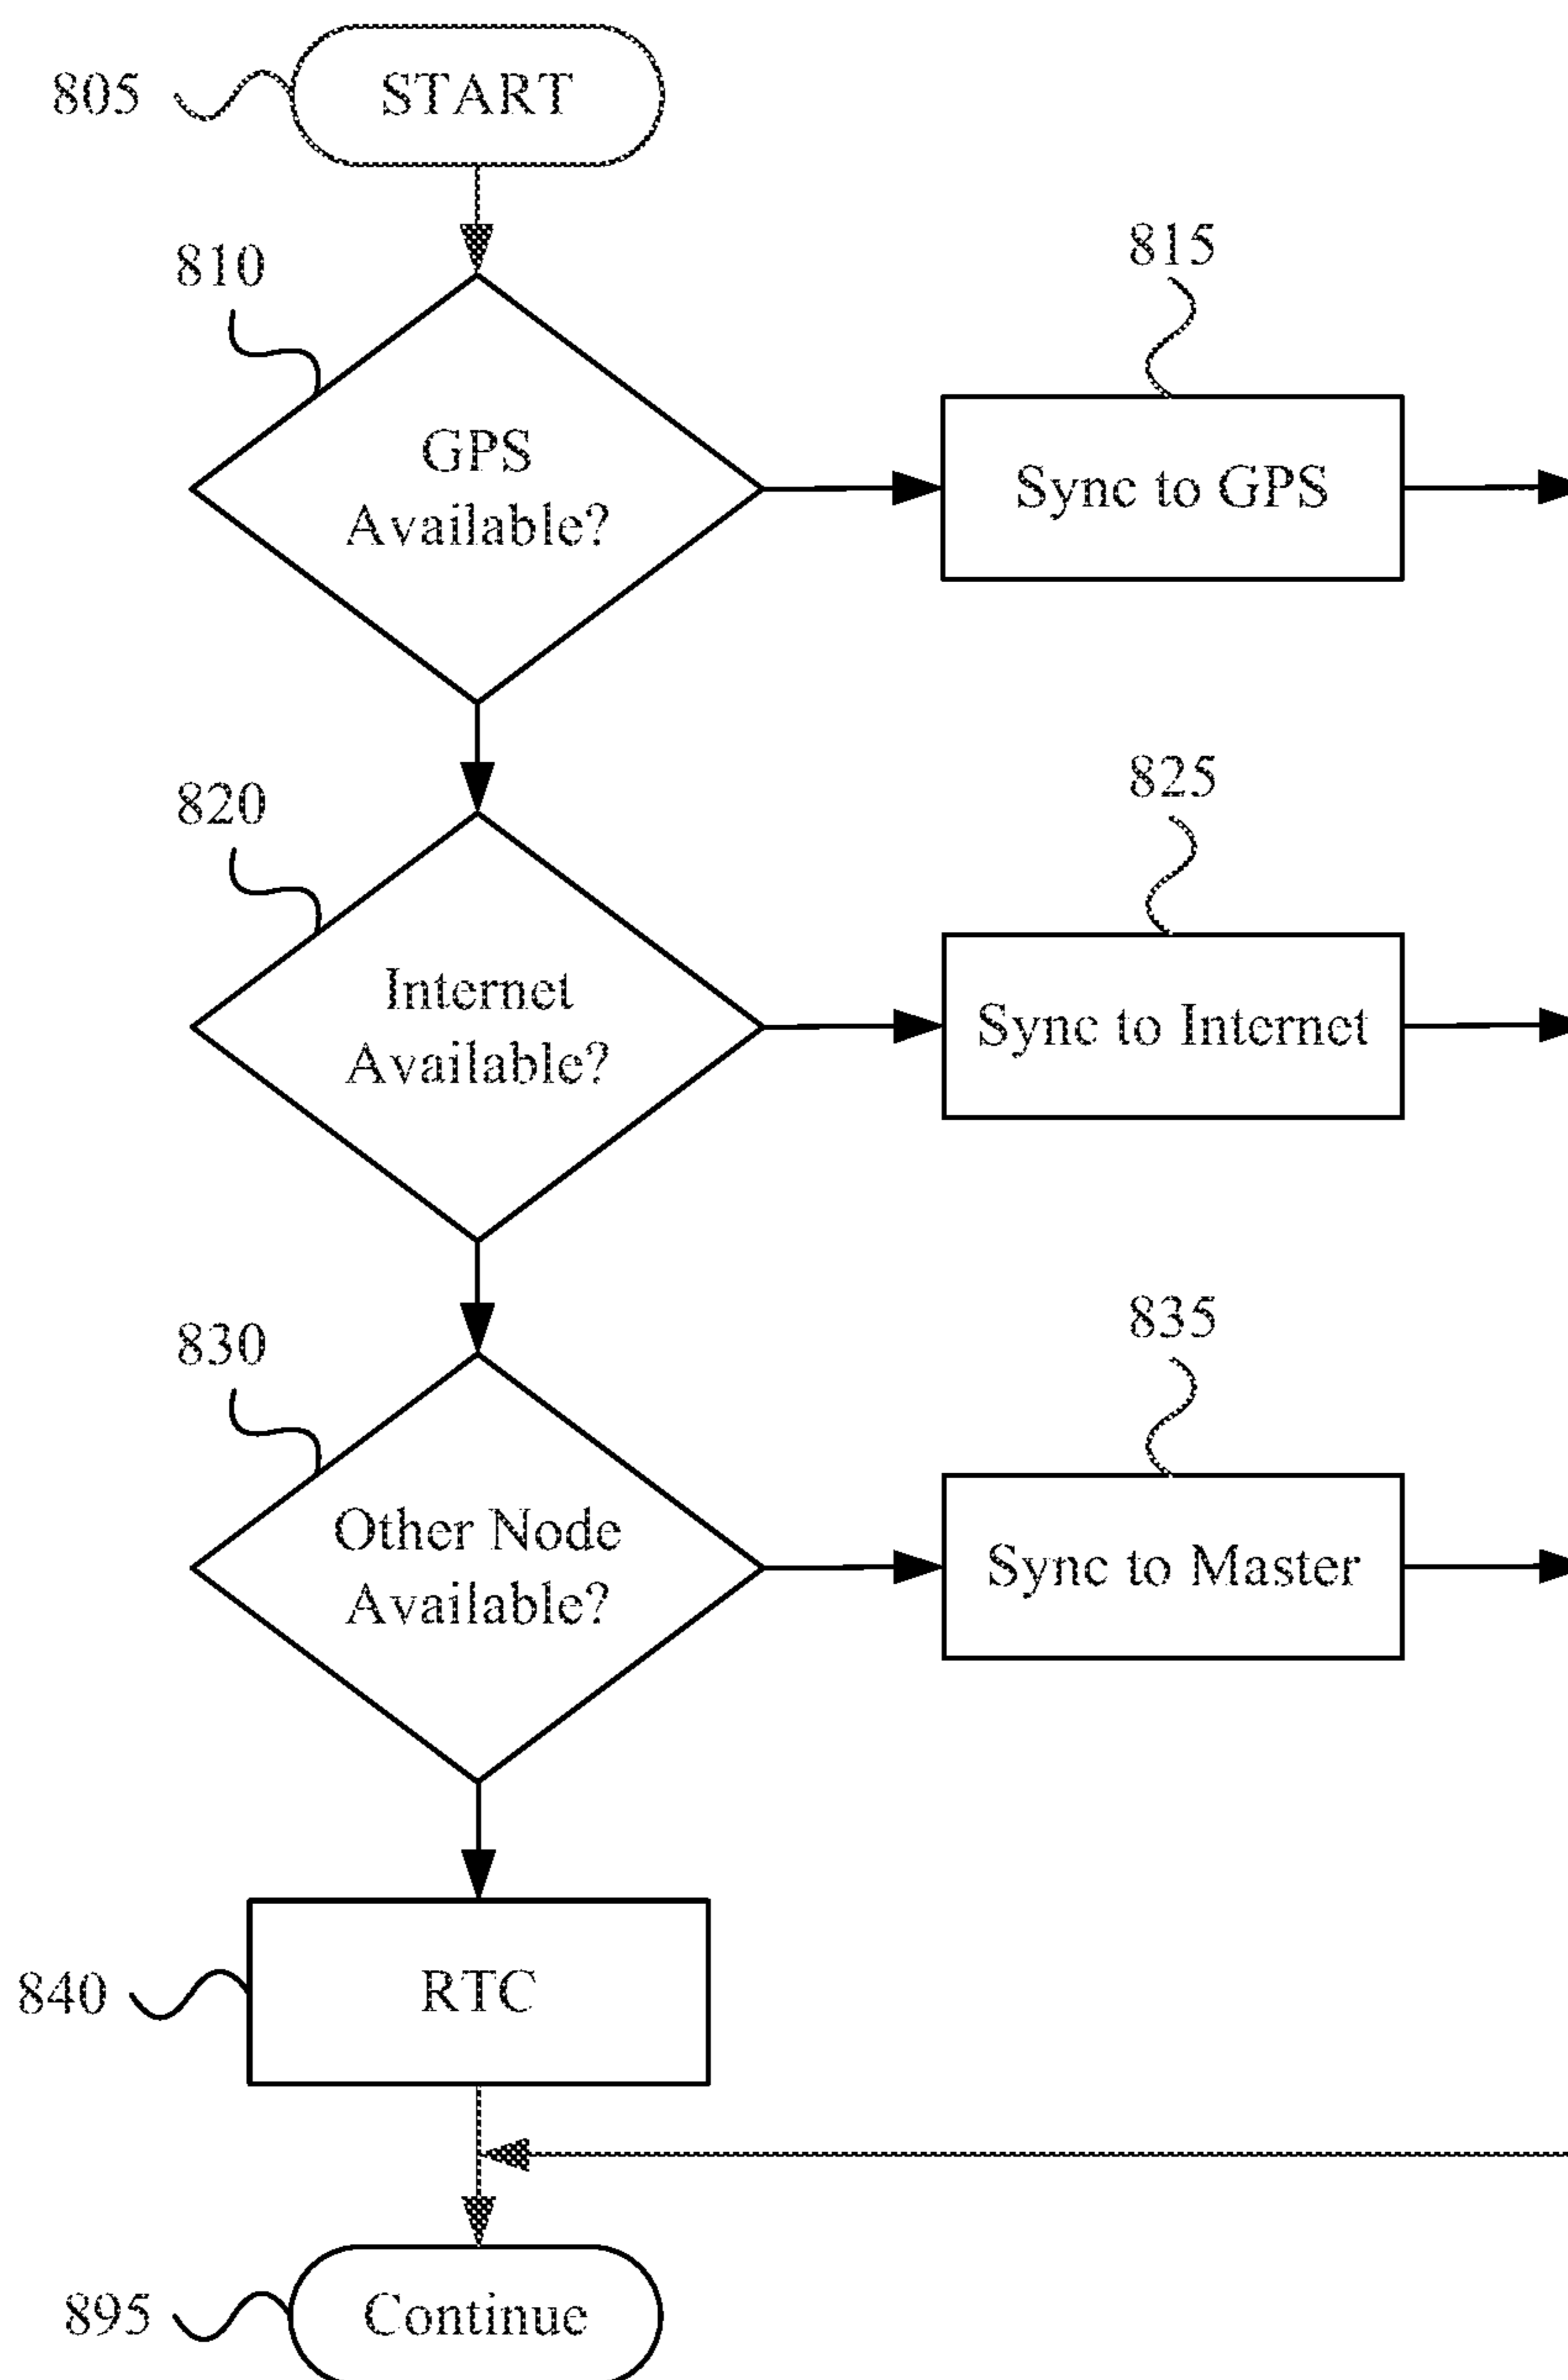 805
START
810
GPS
Available?
815
Sync to GPS
820
Internet
Available?
825
Sync to Internet
830
Other Node
Available?
835
Sync to Master
840
RTC
895
Continue